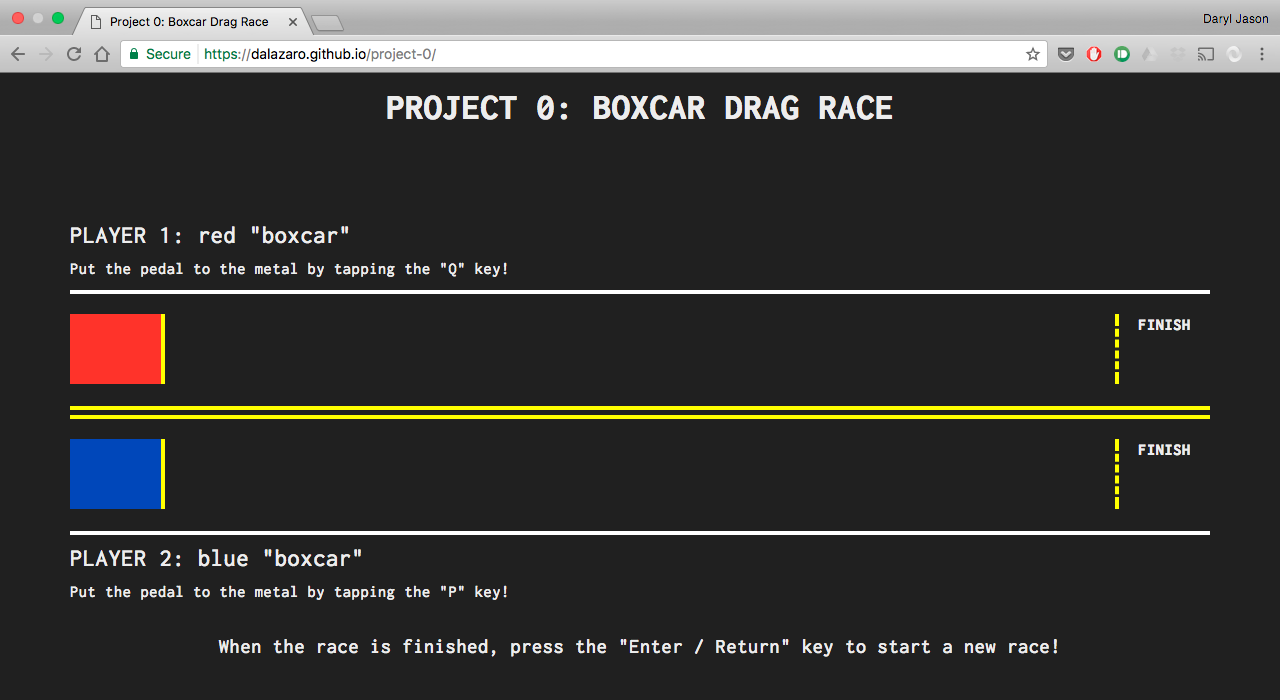 Project 0: Boxcar Drag Race
Daryl Jason
Secure https://dalazaro.github.io/project-0/
PROJECT 0: BOXCAR DRAG RACE
PLAYER 1: red "boxcar"
Put the pedal to the metal by tapping the "Q" key!
FINISH
FINISH
PLAYER 2: blue "boxcar"
Put the pedal to the metal by tapping the "P" key!
When the race is finished, press the "Enter / Return" key to start a new race!